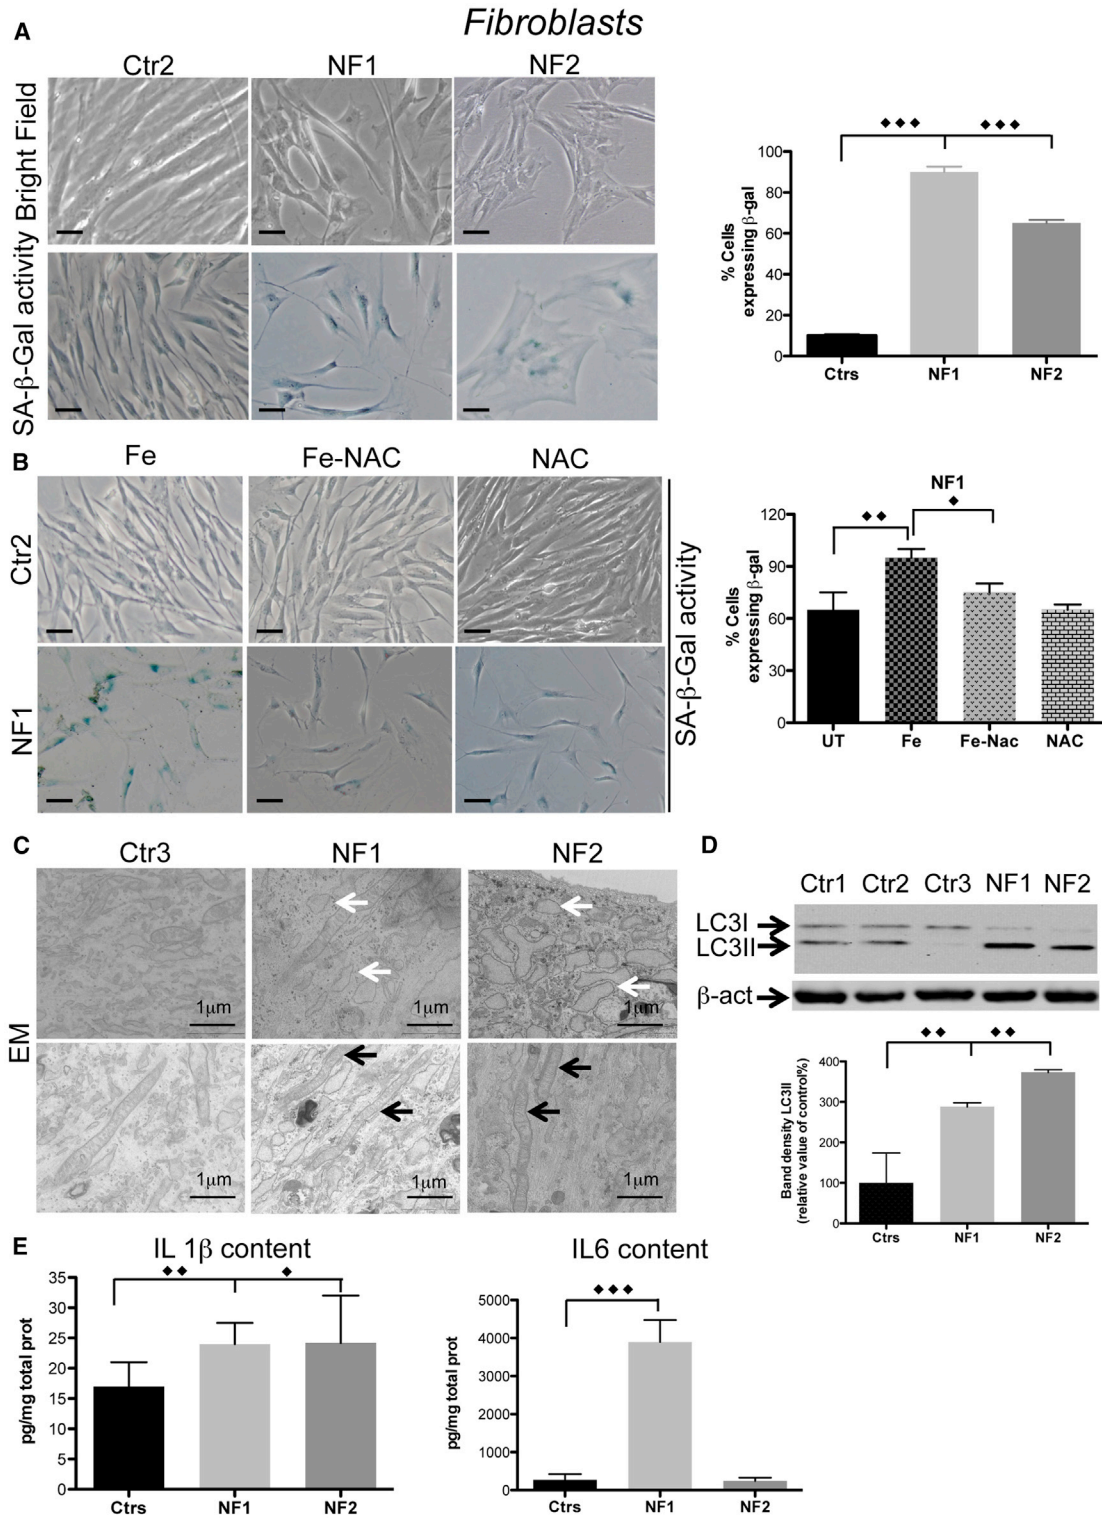 Fibroblasts
A
Ctr2 NF1 NF2
Bright Field
SA-β-Gal activity
% Cells
expressing β-gal
100
80
60
40
20
0
♦♦♦ ♦♦♦
Ctrs NF1 NF2
B
Fe Fe-NAC NAC
Ctr2
NF1
SA-β-Gal activity
NF1
% Cells
expressing β-gal
120
90
60
30
0
♦♦ ♦
UT Fe Fe-Nac NAC
C
Ctr3 NF1 NF2
EM
1μm 1μm 1μm
1μm 1μm 1μm
D
Ctr1 Ctr2 Ctr3 NF1 NF2
LC3I
LC3II
β-act
Band density LC3II
(relative value of control%)
400
300
200
100
0
♦♦ ♦♦
Ctrs NF1 NF2
E
IL 1β content
pg/mg total prot
35
30
25
20
15
10
5
0
♦♦ ♦
Ctrs NF1 NF2
IL6 content
pg/mg total prot
5000
4000
3000
2000
1000
0
♦♦♦
Ctrs NF1 NF2